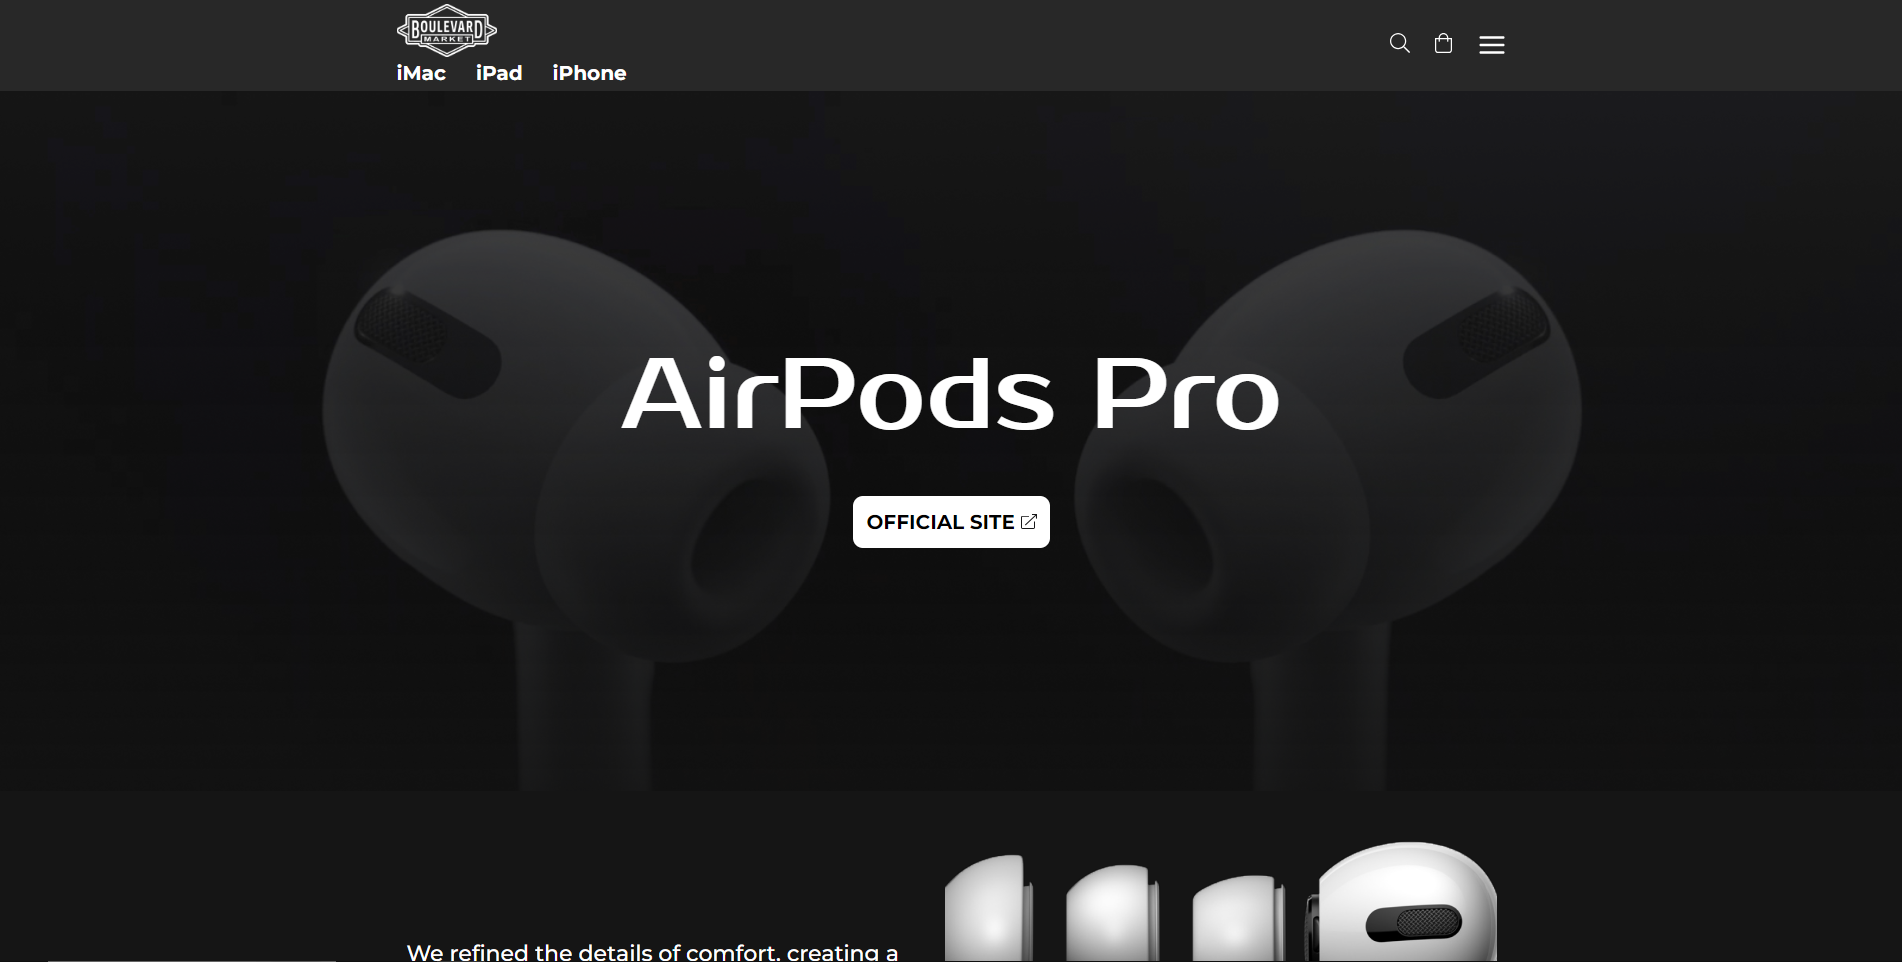 BOULEVARD
MARKET
iMac iPad iPhone
AirPods Pro
OFFICIAL SITE
We refined the details of comfort, creating a